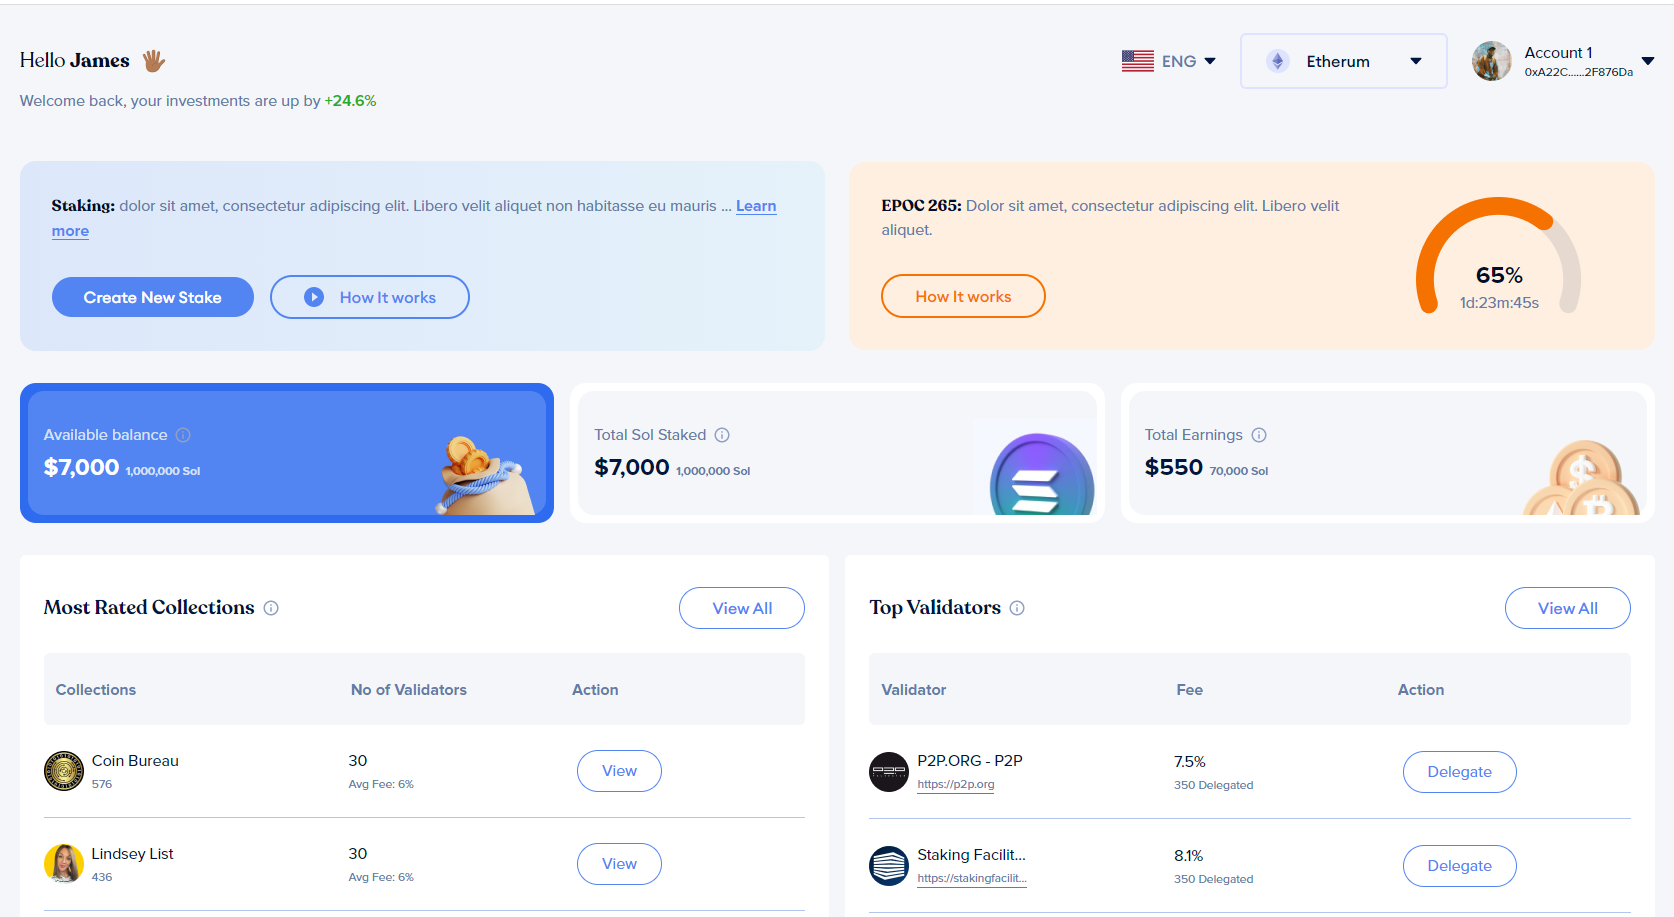 Hello James
ENG
Etherum
Account 1
0xA22C......2F876Da
Welcome back, your investments are up by +24.6%
Staking: dolor sit amet, consectetur adipiscing elit. Libero velit aliquet non habitasse eu mauris ... Learn
more
Create New Stake
How It works
EPOC 265: Dolor sit amet, consectetur adipiscing elit. Libero velit
aliquet.
How It works
65%
1d:23m:45s
Available balance
$7,000 1,000,000 Sol
Total Sol Staked
$7,000 1,000,000 Sol
Total Earnings
$550 70,000 Sol
Most Rated Collections
View All
Collections No of Validators Action
Coin Bureau
576
30
Avg Fee: 6%
View
Lindsey List
436
30
Avg Fee: 6%
View
Top Validators
View All
Validator Fee Action
P2P.ORG - P2P
https://p2p.org
7.5%
350 Delegated
Delegate
Staking Facilit...
https://stakingfacilit...
8.1%
350 Delegated
Delegate